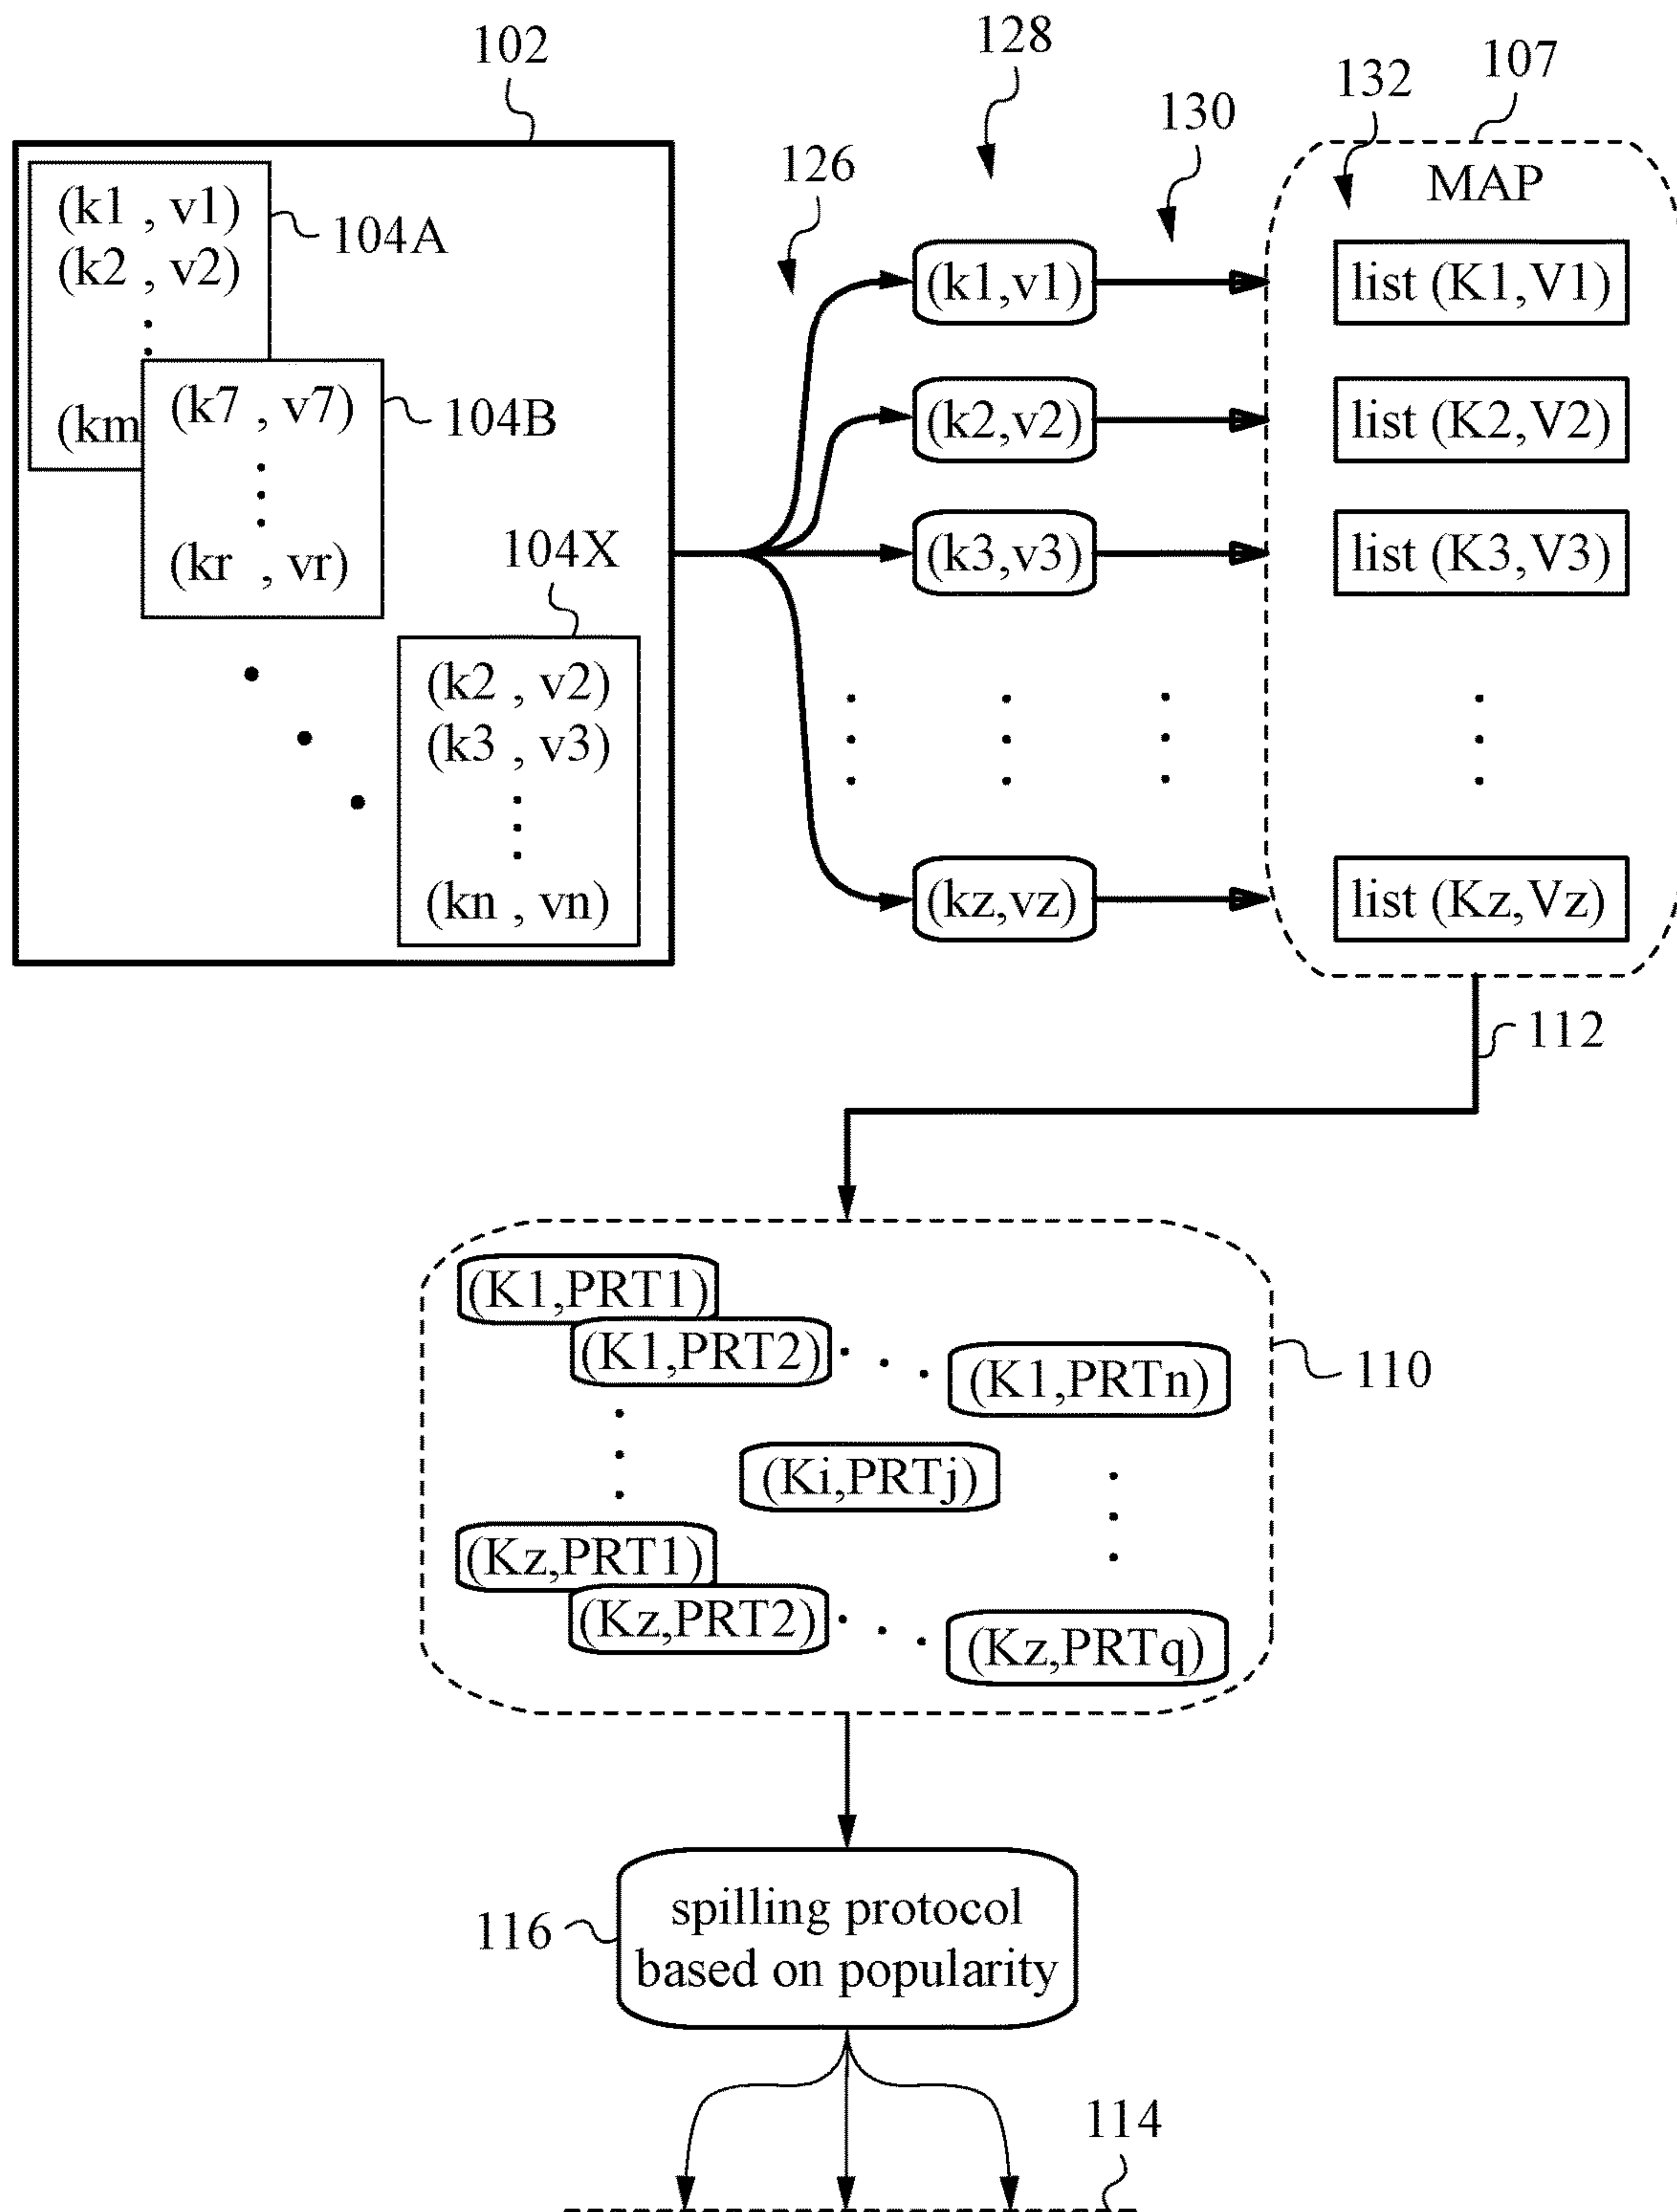 102
128
132
107
126
130
MAP
(k1 , v1)
(k2 , v2)
(km
104A
(k7 , v7)
(kr , vr)
104B
104X
(k2 , v2)
(k3 , v3)
(kn , vn)
(k1,v1)
list (K1,V1)
(k2,v2)
list (K2,V2)
(k3,v3)
list (K3,V3)
(kz,vz)
list (Kz,Vz)
112
(K1,PRT1)
(K1,PRT2)
(K1,PRTn)
110
(Ki,PRTj)
(Kz,PRT1)
(Kz,PRT2)
(Kz,PRTq)
116
spilling protocol
based on popularity
114